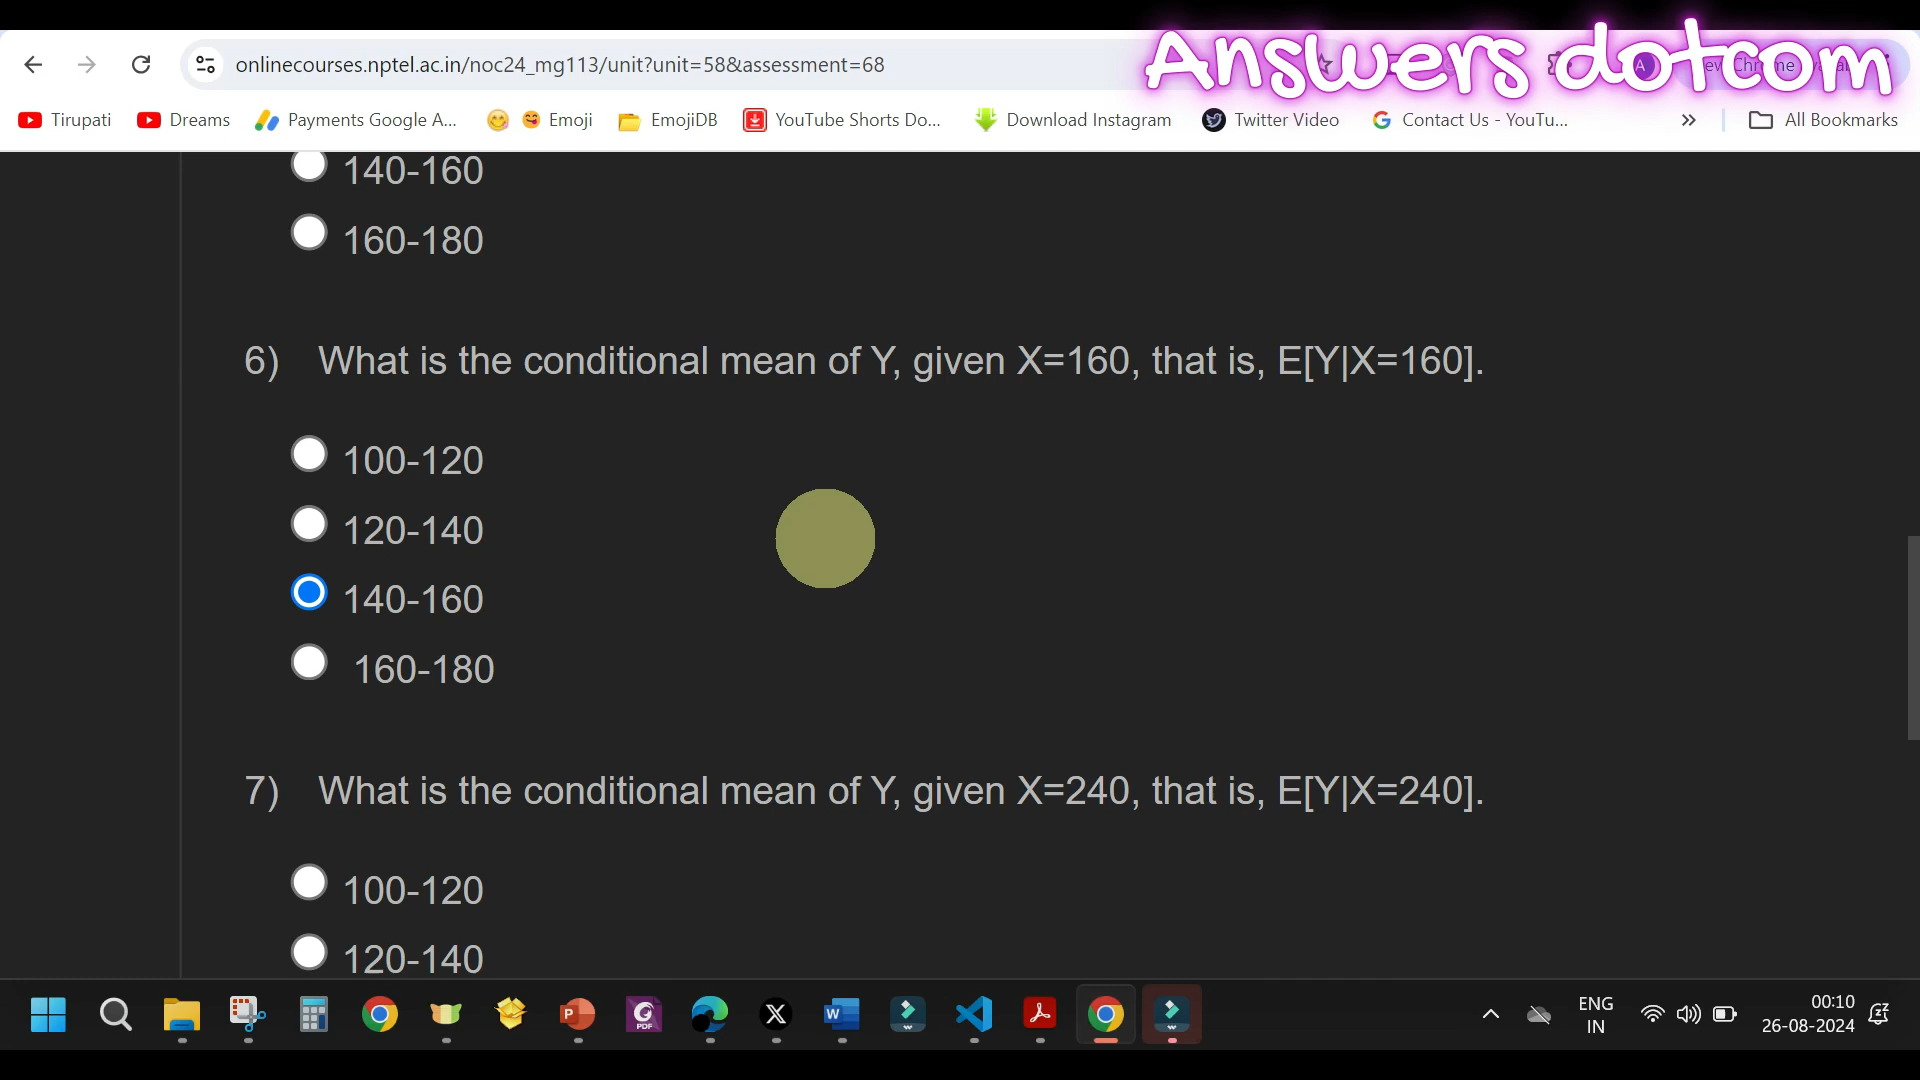 Answers dotcom
onlinecourses.nptel.ac.in/noc24_mg113/unit?unit=58&assessment=68
Tirupati
Dreams
Payments Google A...
Emoji
EmojiDB
YouTube Shorts Do...
Download Instagram
Twitter Video
Contact Us - YouTu...
All Bookmarks
140-160
160-180
6) What is the conditional mean of Y, given X=160, that is, E[Y|X=160].
100-120
120-140
140-160
160-180
7) What is the conditional mean of Y, given X=240, that is, E[Y|X=240].
100-120
120-140
ENG
IN
00:10
26-08-2024